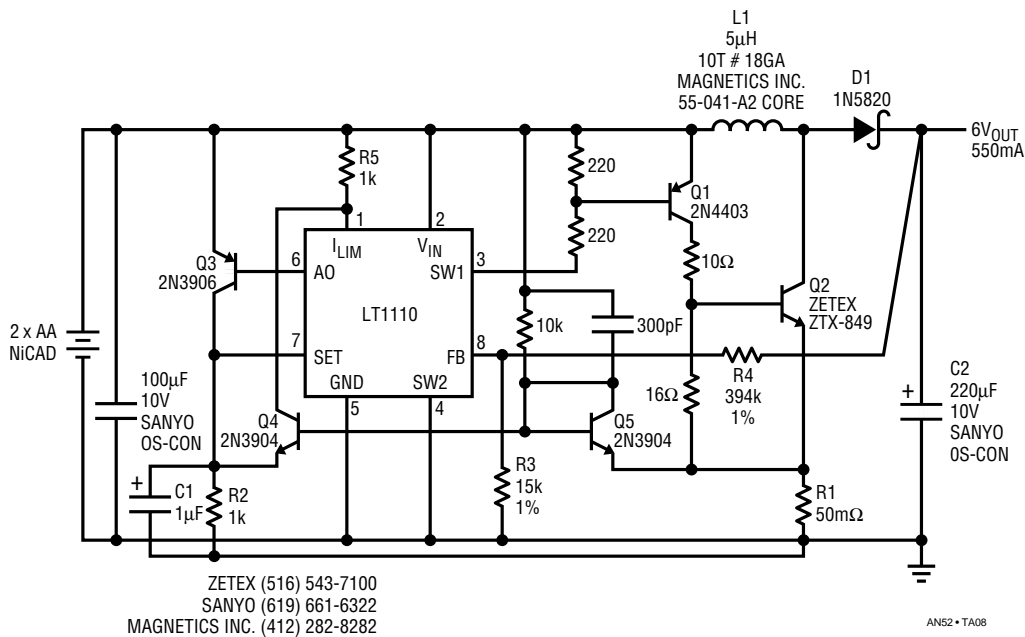 L1
5μH
10T # 18GA
MAGNETICS INC.
55-041-A2 CORE
D1
1N5820
6VOUT
550mA
R5
1k
220
220
Q1
2N4403
1
2
ILIM
VIN
3
SW1
6
AO
Q3
2N3906
LT1110
10Ω
Q2
ZETEX
ZTX-849
2 x AA
NiCAD
10k
300pF
7
SET
8
FB
GND
SW2
5
4
R4
394k
1%
100μF
10V
SANYO
OS-CON
16Ω
+
C2
220μF
10V
SANYO
OS-CON
Q4
2N3904
Q5
2N3904
+
C1
1μF
R2
1k
R3
15k
1%
R1
50mΩ
ZETEX (516) 543-7100
SANYO (619) 661-6322
MAGNETICS INC. (412) 282-8282
AN52 • TA08